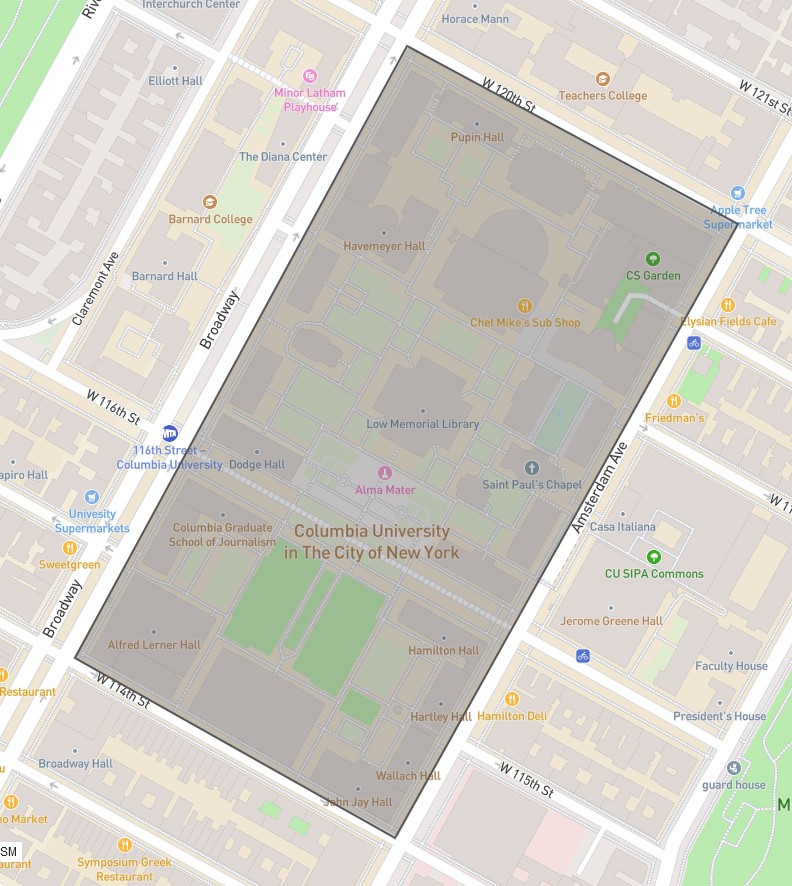 Interchurch Center
Horace Mann
Elliott Hall
Minor Latham
Playhouse
W 120th St
Teachers College
W 121st St
Pupin Hall
The Diana Center
Apple Tree
Supermarket
Barnard College
Havemeyer Hall
CS Garden
Barnard Hall
Claremont Ave
Broadway
Chef Mike's Sub Shop
Elysian Fields Cafe
W 116th St
Friedman's
Low Memorial Library
116th Street –
Columbia University
Dodge Hall
Saint Paul's Chapel
Alma Mater
Amsterdam Ave
Univesity
Supermarkets
Columbia Graduate
School of Journalism
Columbia University
in The City of New York
Casa Italiana
Sweetgreen
CU SIPA Commons
Broadway
Jerome Greene Hall
Alfred Lerner Hall
Hamilton Hall
Faculty House
Restaurant
W 114th St
Hartley Hall
Hamilton Deli
President's House
Broadway Hall
Wallach Hall
W 115th St
guard house
John Jay Hall
Symposium Greek
Restaurant